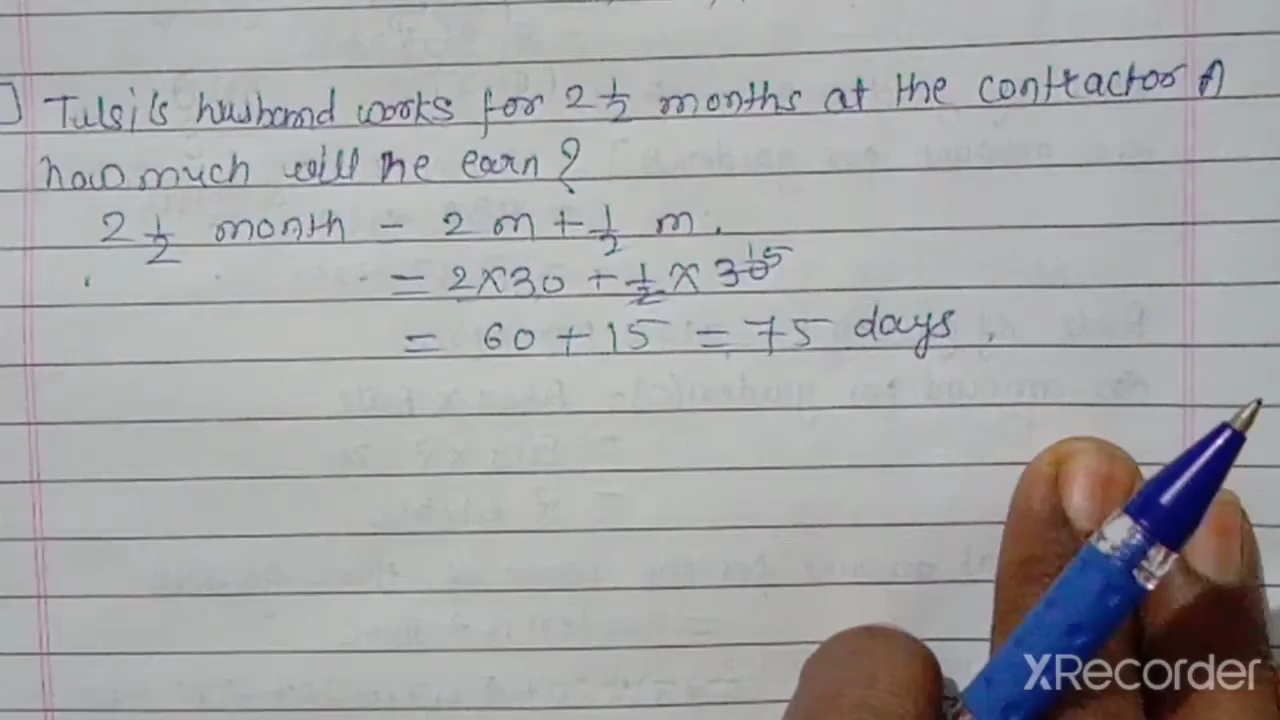 Tulsi's husband works for 2 1/2 months at the contractor
how much will he earn?
2 1/2 month = 2 m + 1/2 m.
= 2 × 30 + 1/2 × 30 15
= 60 + 15 = 75 days.
XRecorder